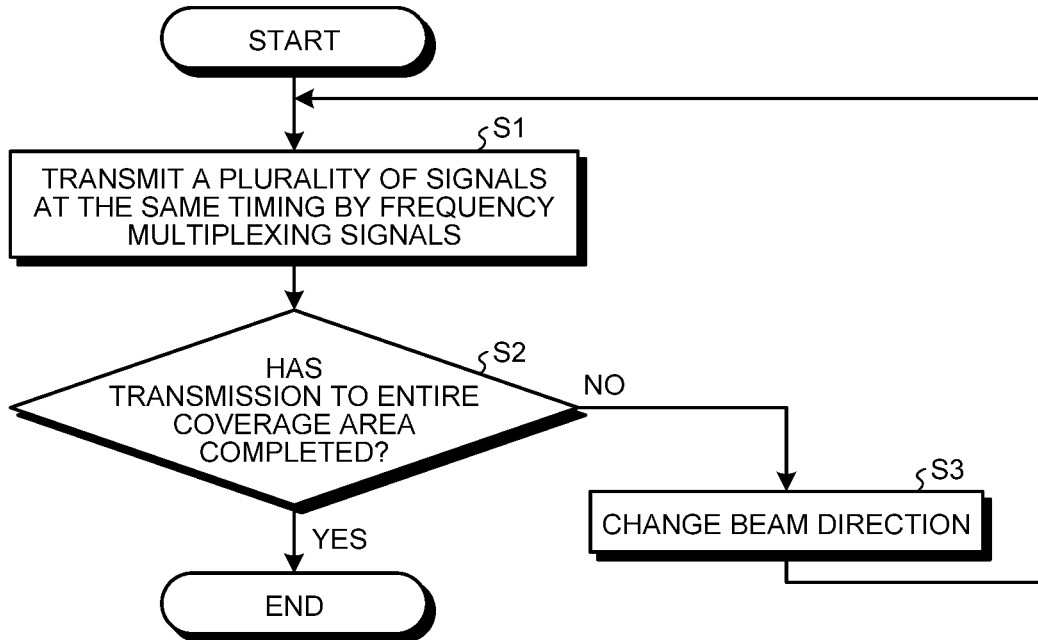 START
S1
TRANSMIT A PLURALITY OF SIGNALS
AT THE SAME TIMING BY FREQUENCY
MULTIPLEXING SIGNALS
S2
HAS
TRANSMISSION TO ENTIRE
COVERAGE AREA
COMPLETED?
NO
S3
CHANGE BEAM DIRECTION
YES
END